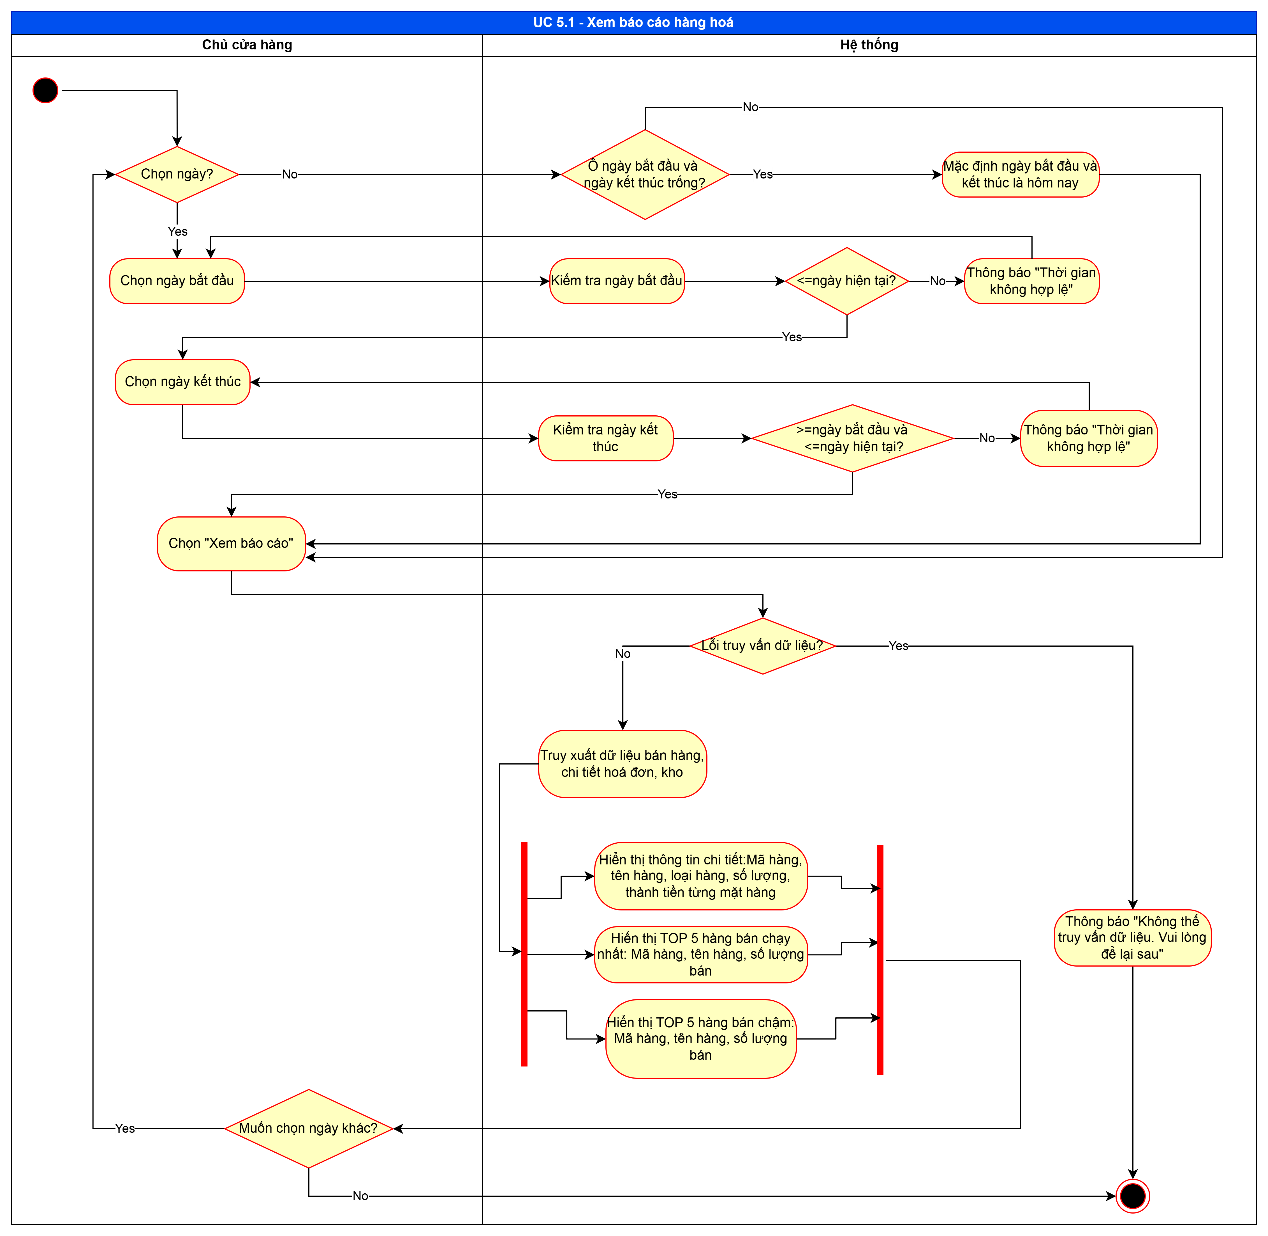 UC 5.1 - Xem báo cáo hàng hoá
Chủ cửa hàng
Hệ thống
No
Chọn ngày?
No
Ô ngày bắt đầu và
ngày kết thúc trống?
Yes
Mặc định ngày bắt đầu và
kết thúc là hôm nay
Yes
Chọn ngày bắt đầu
Kiểm tra ngày bắt đầu
<=ngày hiện tại?
No
Thông báo "Thời gian
không hợp lệ"
Yes
Chọn ngày kết thúc
Kiểm tra ngày kết
thúc
>=ngày bắt đầu và
<=ngày hiện tại?
No
Thông báo "Thời gian
không hợp lệ"
Yes
Chọn "Xem báo cáo"
Lỗi truy vấn dữ liệu?
No
Yes
Truy xuất dữ liệu bán hàng,
chi tiết hoá đơn, kho
Hiển thị thông tin chi tiết:Mã hàng,
tên hàng, loại hàng, số lượng,
thành tiền từng mặt hàng
Hiển thị TOP 5 hàng bán chạy
nhất: Mã hàng, tên hàng, số lượng
bán
Hiển thị TOP 5 hàng bán chậm:
Mã hàng, tên hàng, số lượng
bán
Thông báo "Không thể
truy vấn dữ liệu. Vui lòng
để lại sau"
Muốn chọn ngày khác?
Yes
No